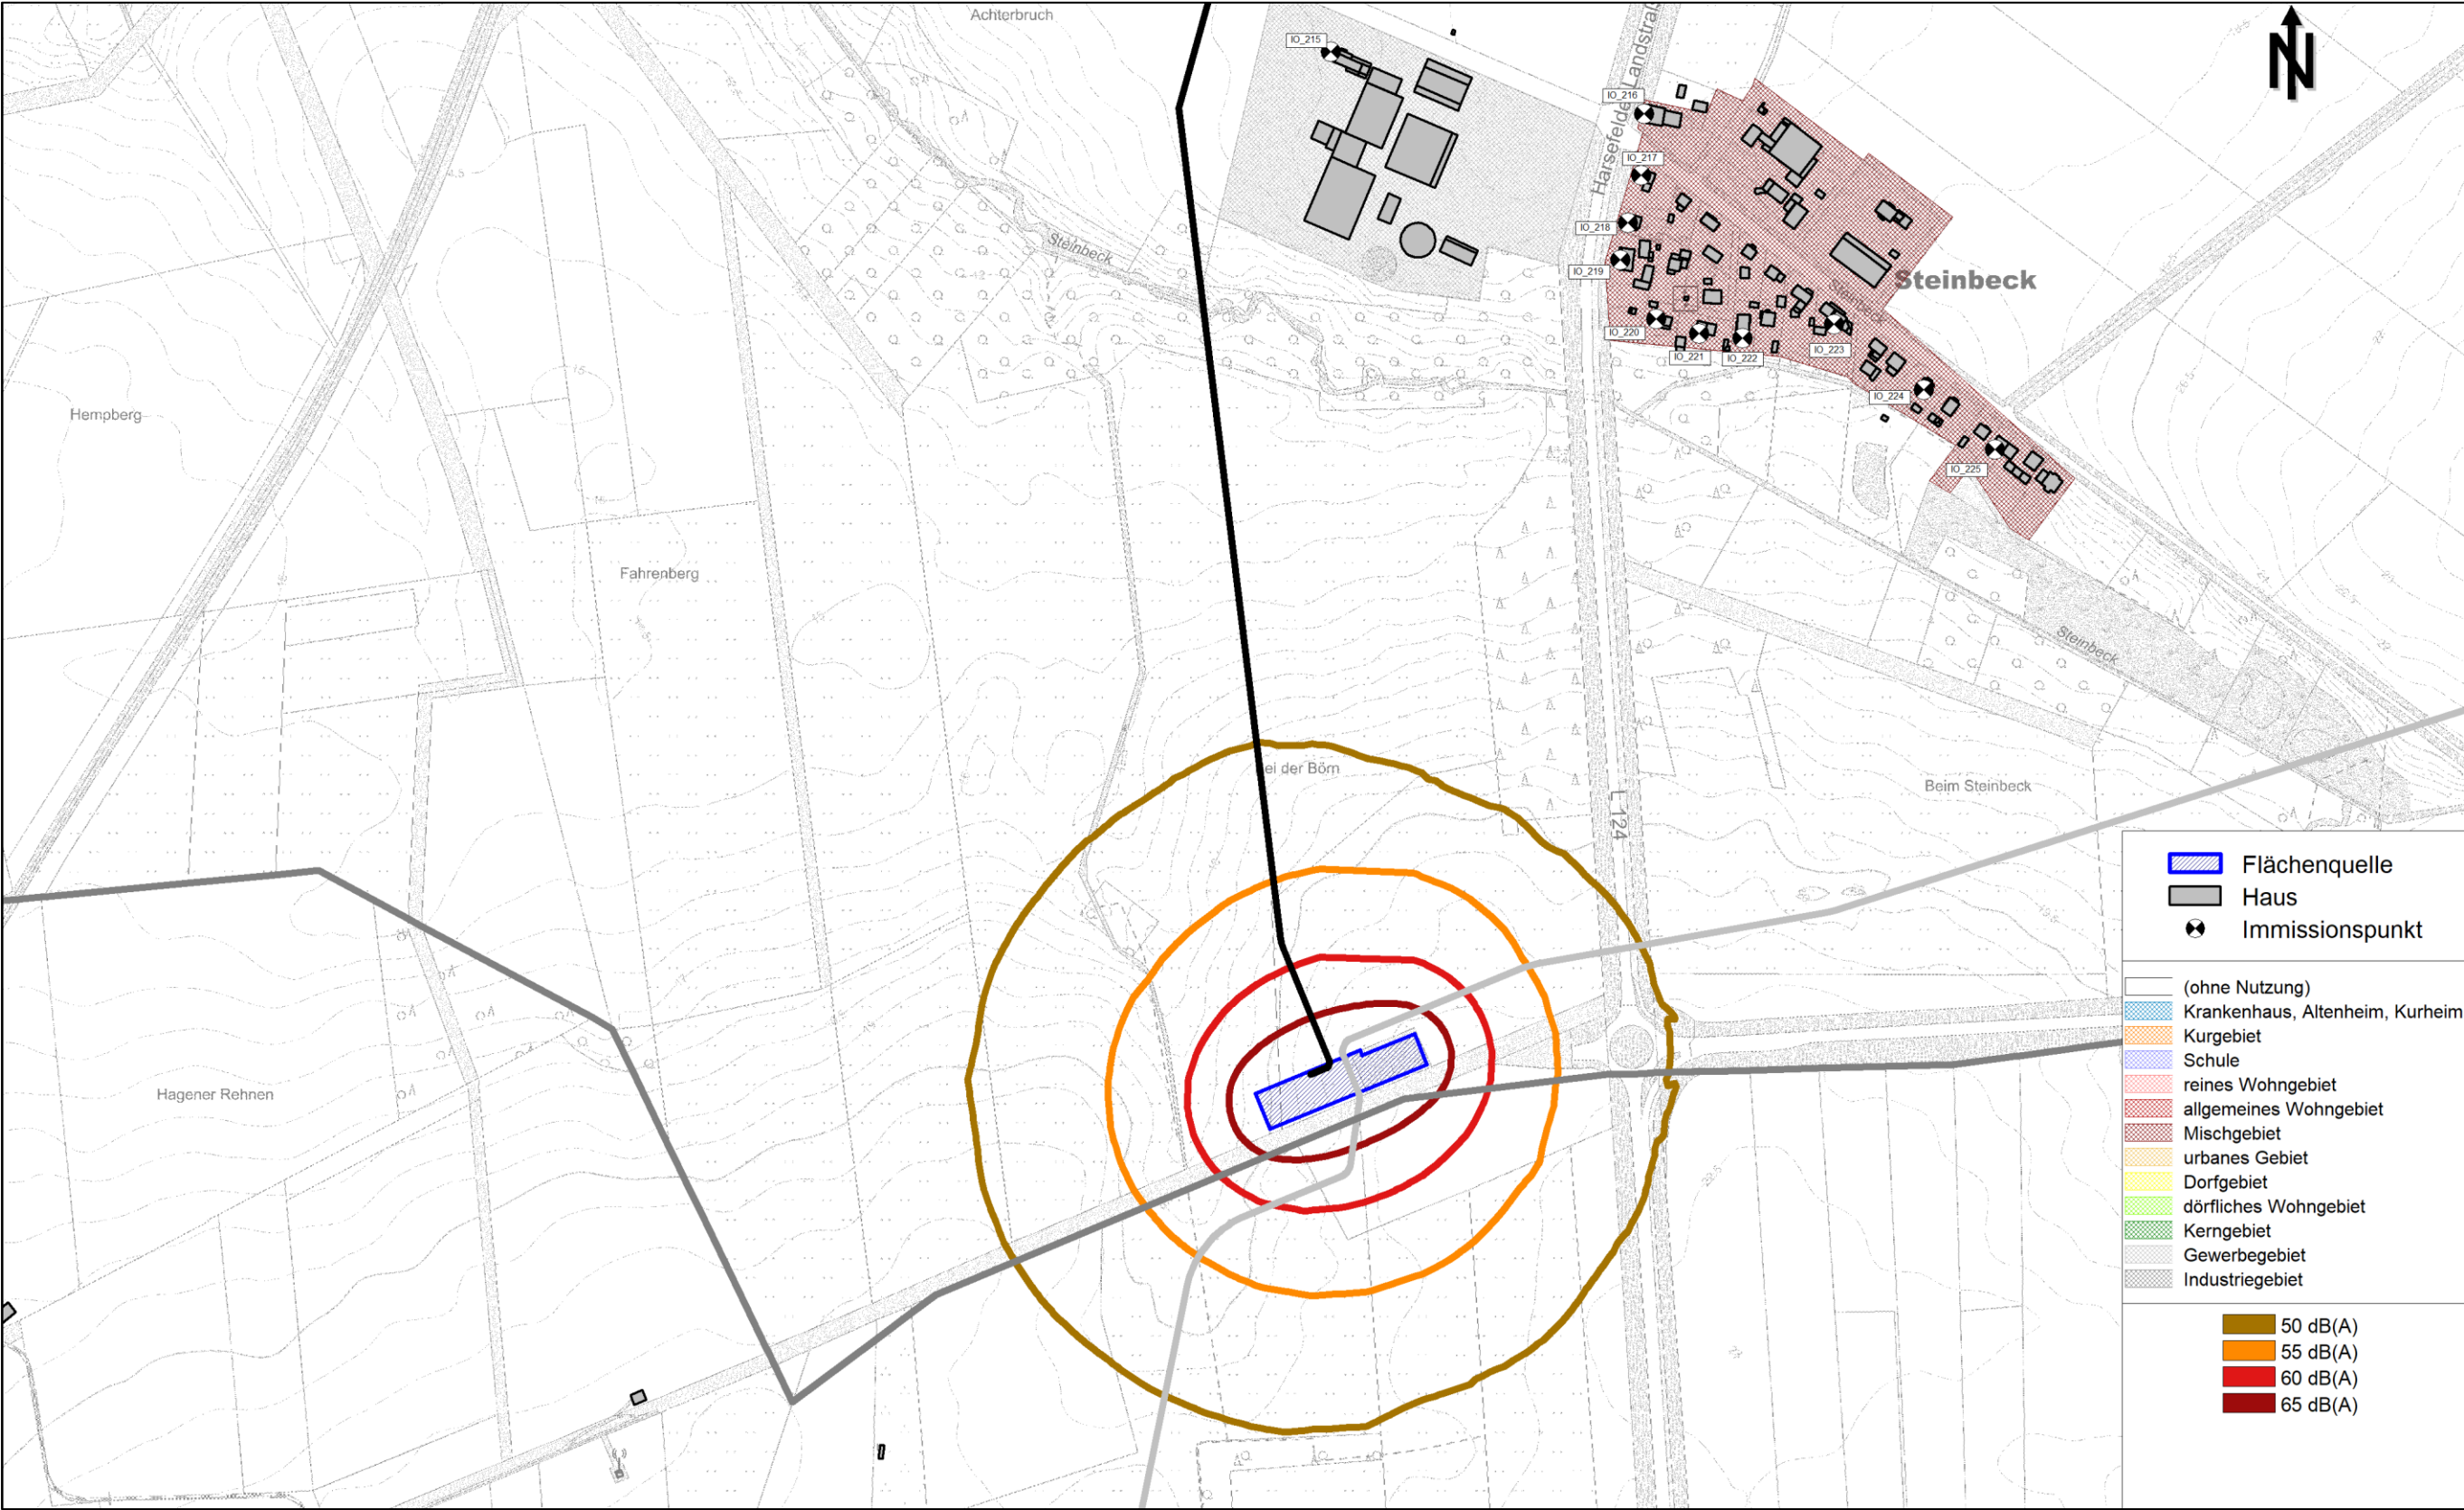 Achterbruch
N
IO_215
Harsefelder Landstraß
IO_216
IO_217
IO_218
Steinbeck
IO_219
Steinbeck
Steinbeck
IO_220
IO_221
IO_222
IO_223
IO_224
Hempberg
IO_225
Fahrenberg
Steinbeck
ei der Börn
Beim Steinbeck
L 124
Hagener Rehnen
Flächenquelle
Haus
Immissionspunkt
(ohne Nutzung)
Krankenhaus, Altenheim, Kurheim
Kurgebiet
Schule
reines Wohngebiet
allgemeines Wohngebiet
Mischgebiet
urbanes Gebiet
Dorfgebiet
dörfliches Wohngebiet
Kerngebiet
Gewerbegebiet
Industriegebiet
50 dB(A)
55 dB(A)
60 dB(A)
65 dB(A)